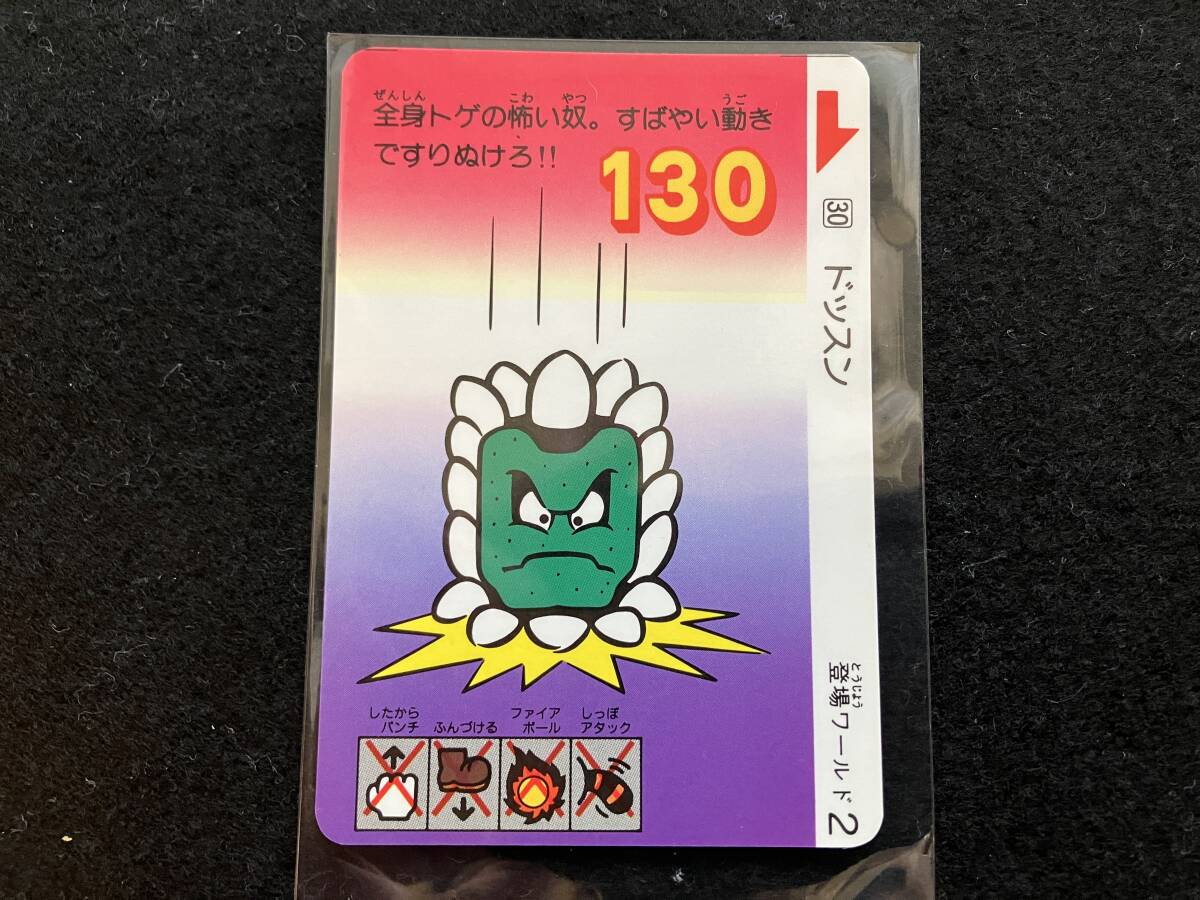 全身トゲの怖い奴。すばやい動き
ですりぬけろ!!
130
30 ドッスン
登場ワールド2
したから
パンチ
ふんづける
ファイア
ボール
しっぽ
アタック